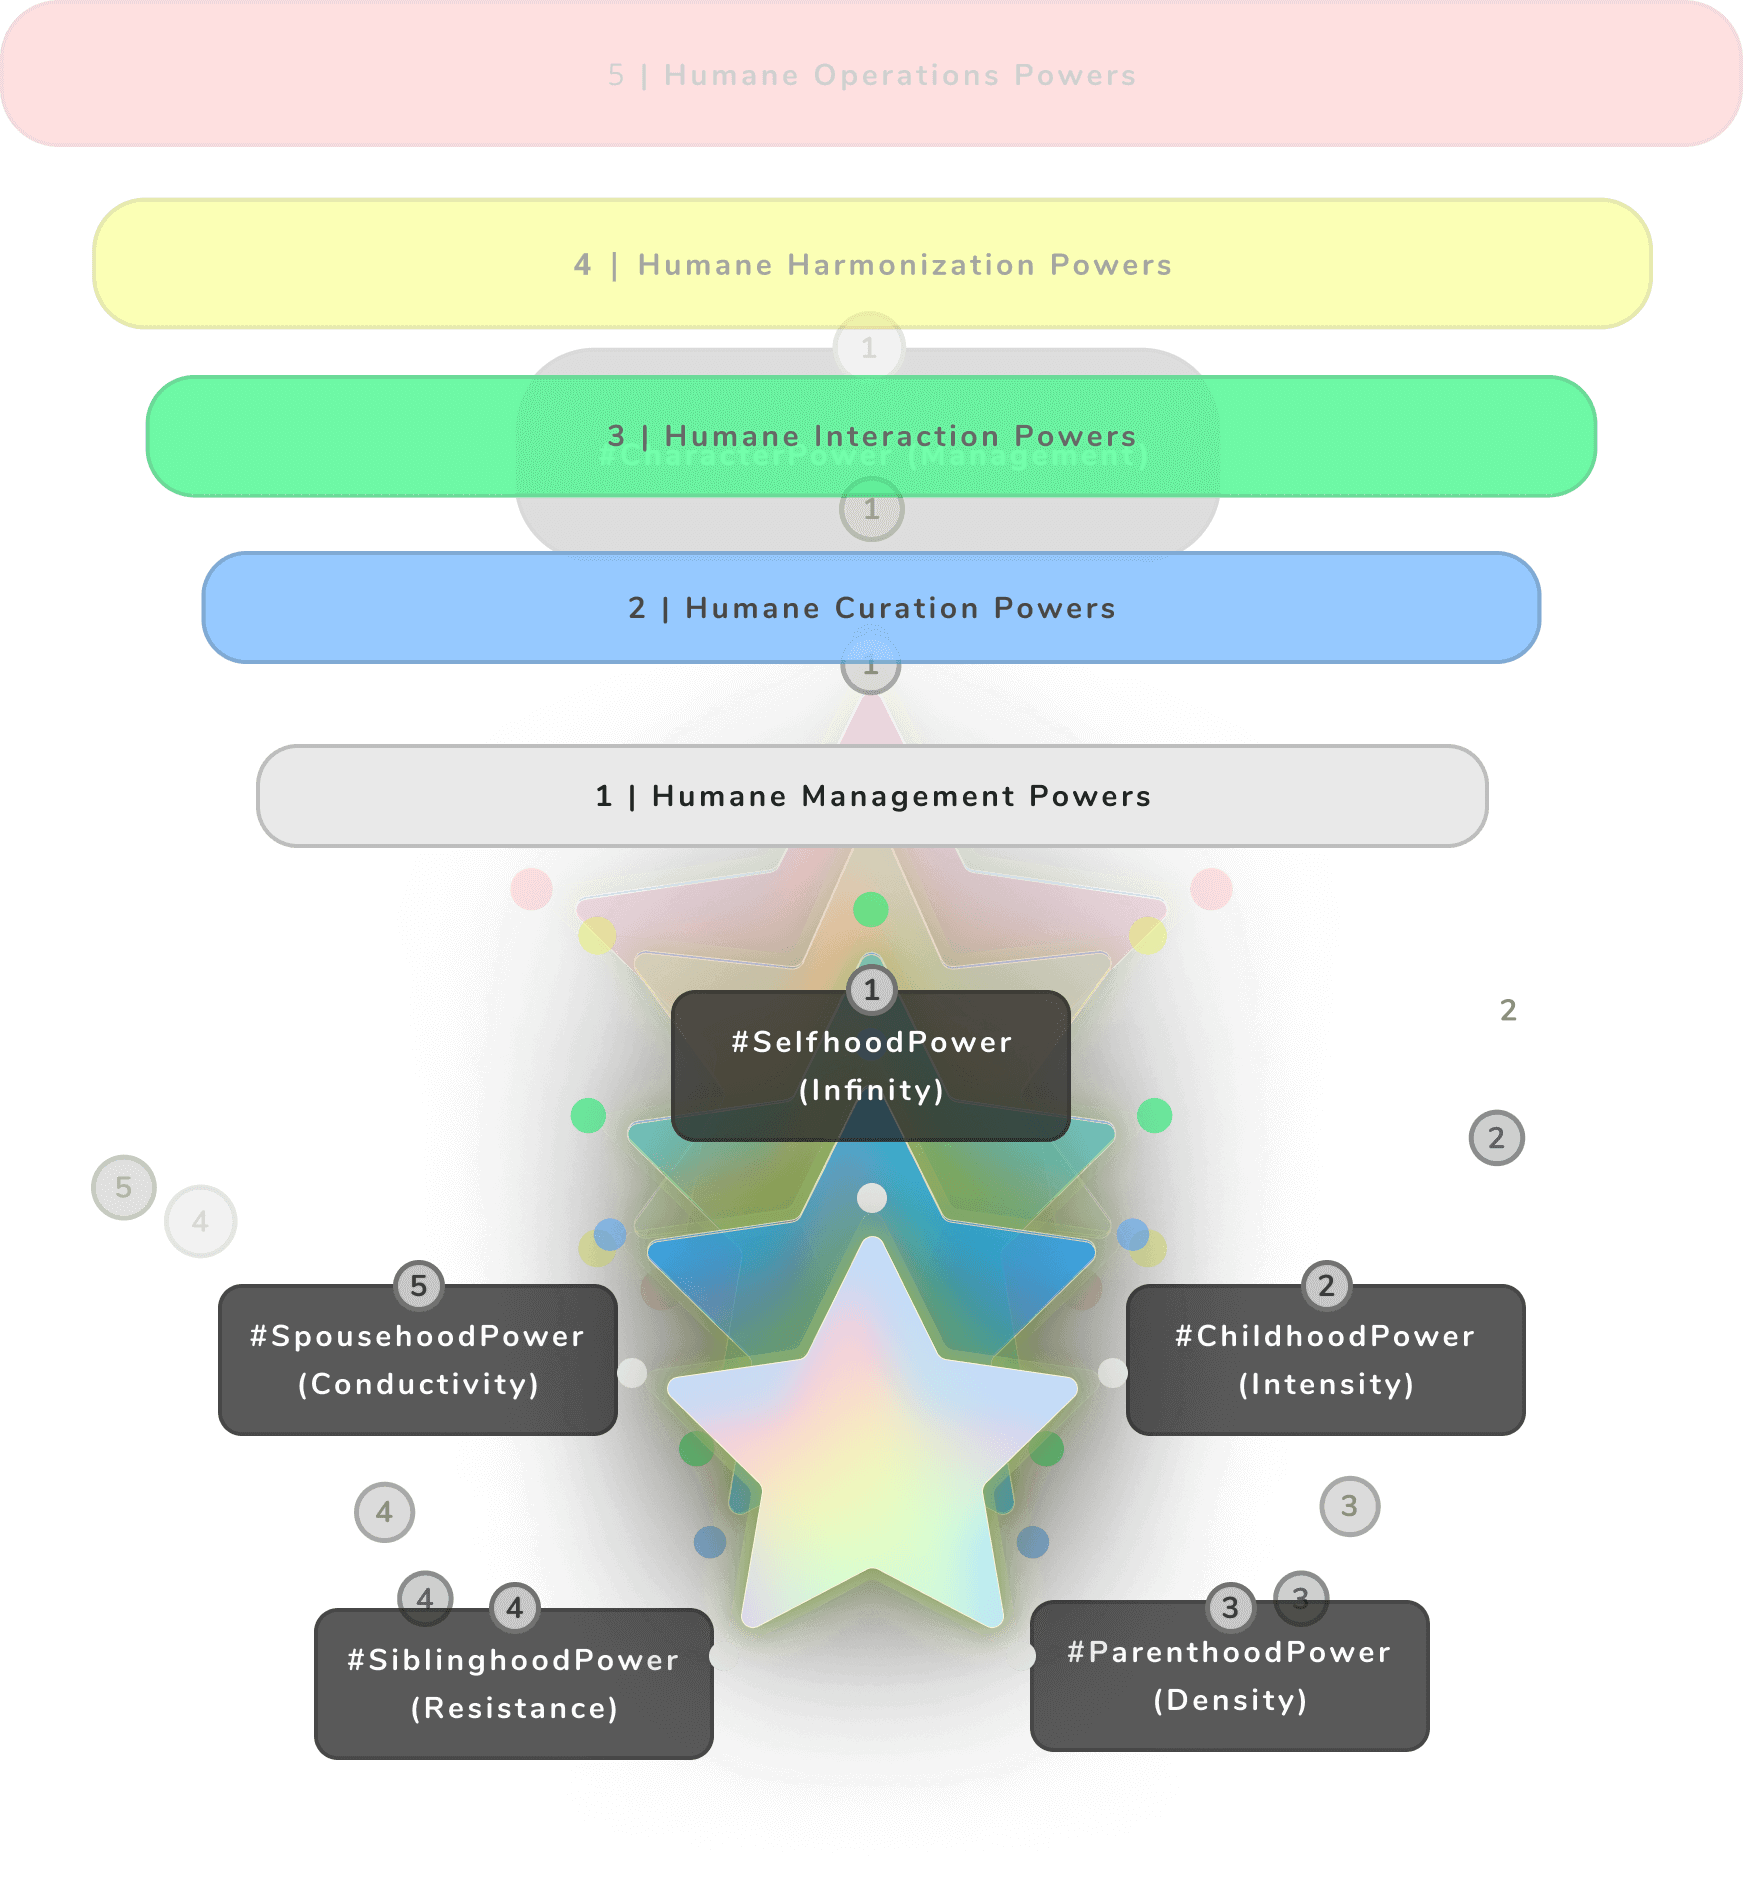 5 | Humane Operations Powers
4 | Humane Harmonization Powers
1
3 | Humane Interaction Powers
#CharacterPower (Management)
1
2 | Humane Curation Powers
1
1 | Humane Management Powers
1
#SelfhoodPower
(Infinity)
2
2
5
4
5
#SpousehoodPower
(Conductivity)
2
#ChildhoodPower
(Intensity)
4
3
4
4
#SiblinghoodPower
(Resistance)
3
3
#ParenthoodPower
(Density)